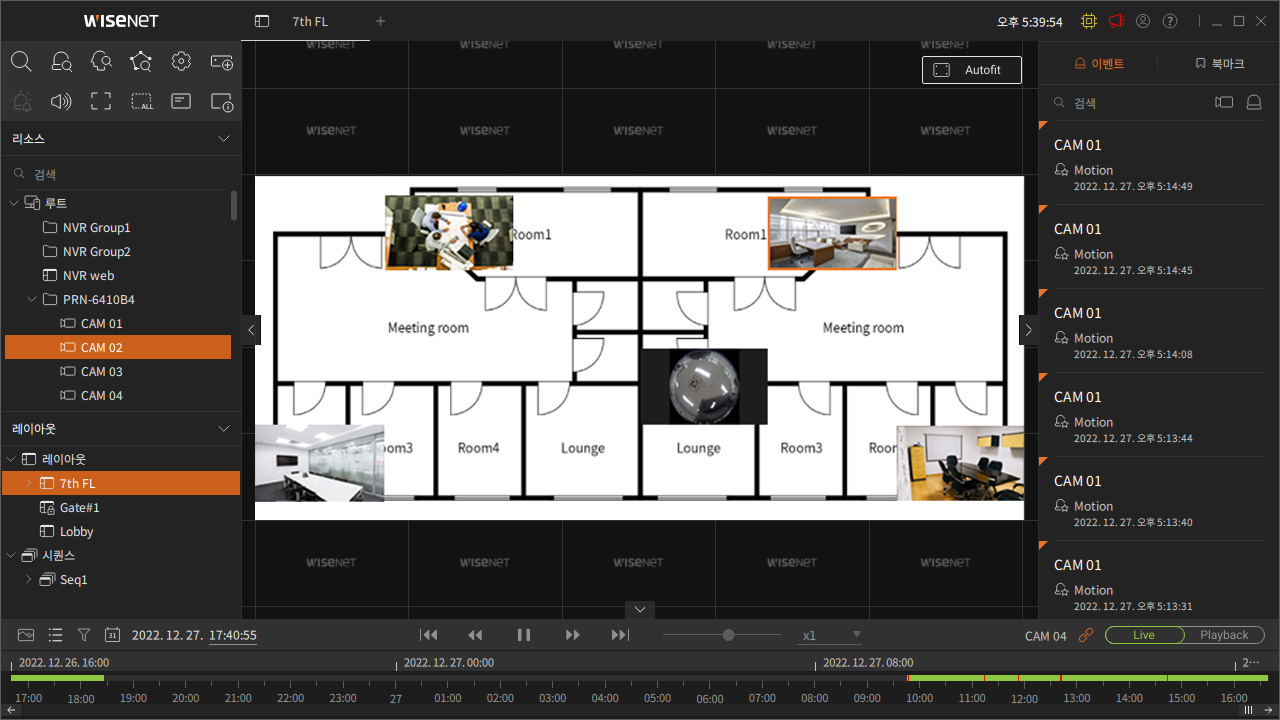 WISENET
7th FL
오후 5:39:54
WISENET WISENET WISENET WISENET WISENET
Autofit
이벤트
북마크
ALL
리소스
검색
검색
WISENET WISENET WISENET WISENET WISENET
루트
NVR Group1
NVR Group2
NVR web
PRN-6410B4
CAM 01
CAM 02
CAM 03
CAM 04
레이아웃
레이아웃
7th FL
Gate#1
Lobby
시퀀스
Seq1
Room1
Room1
Meeting room
Meeting room
om3
Room4
Lounge
Lounge
Room3
Roor
WISENET WISENET WISENET WISENET WISENET
CAM 01
Motion
2022. 12. 27. 오후 5:14:49
CAM 01
Motion
2022. 12. 27. 오후 5:14:45
CAM 01
Motion
2022. 12. 27. 오후 5:14:08
CAM 01
Motion
2022. 12. 27. 오후 5:13:44
CAM 01
Motion
2022. 12. 27. 오후 5:13:40
CAM 01
Motion
2022. 12. 27. 오후 5:13:31
31
2022. 12. 27. 17:40:55
x1
CAM 04
Live
Playback
2022. 12. 26. 16:00
2022. 12. 27. 00:00
2022. 12. 27. 08:00
2···
17:00 18:00 19:00 20:00 21:00 22:00 23:00 27 01:00 02:00 03:00 04:00 05:00 06:00 07:00 08:00 09:00 10:00 11:00 12:00 13:00 14:00 15:00 16:00